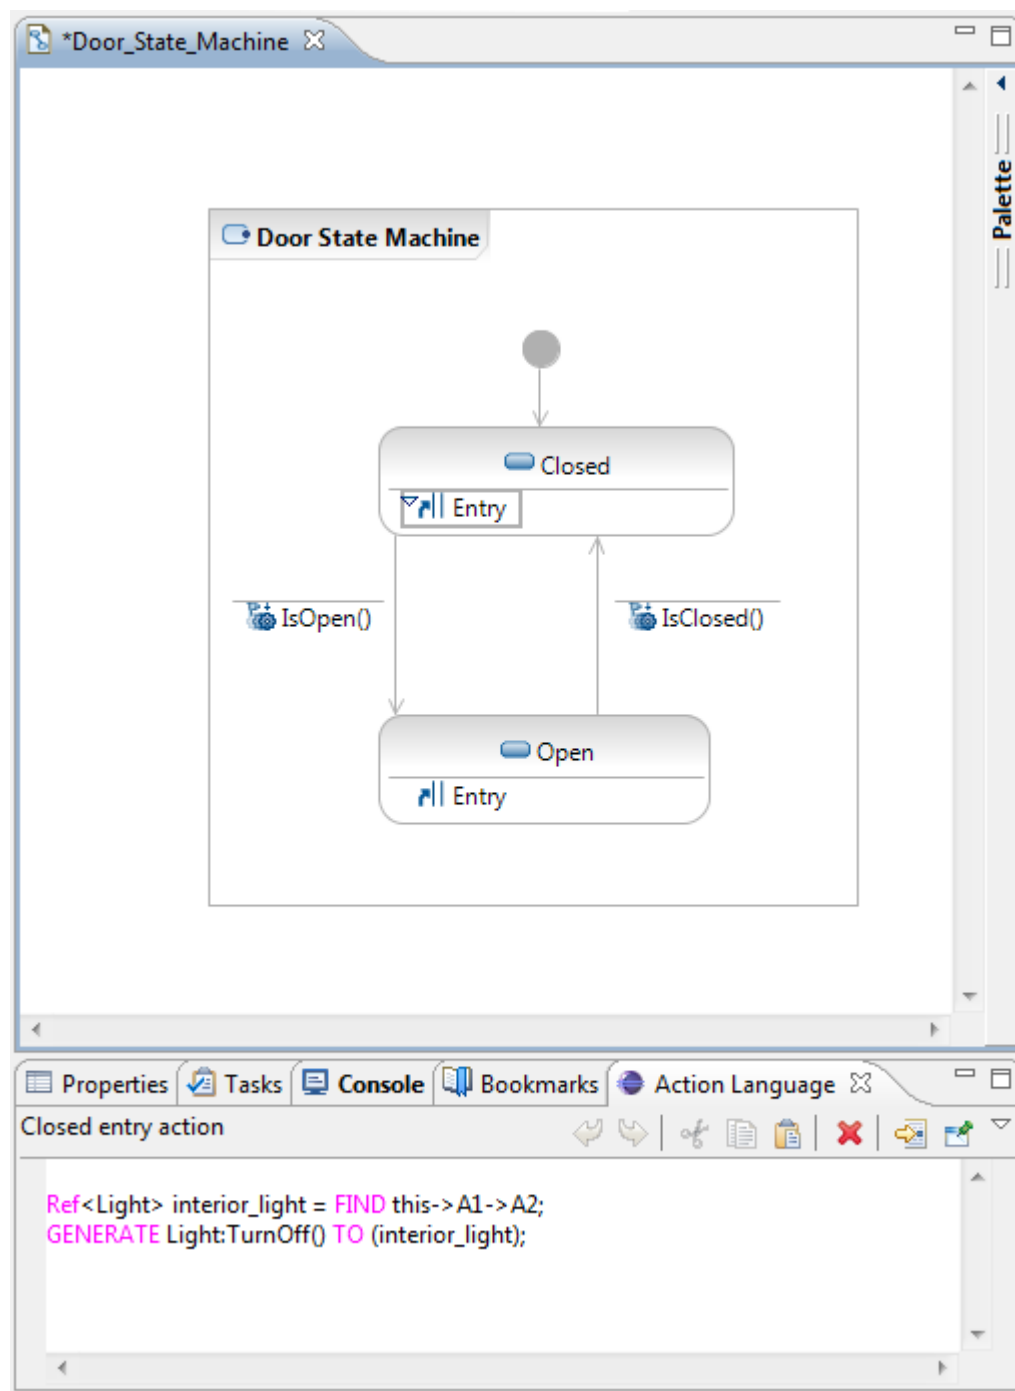 *Door_State_Machine
Palette
Door State Machine
Closed
Entry
IsOpen()
IsClosed()
Open
Entry
Properties Tasks Console Bookmarks Action Language
Closed entry action
Ref<Light> interior_light = FIND this->A1->A2;
GENERATE Light:TurnOff() TO (interior_light);